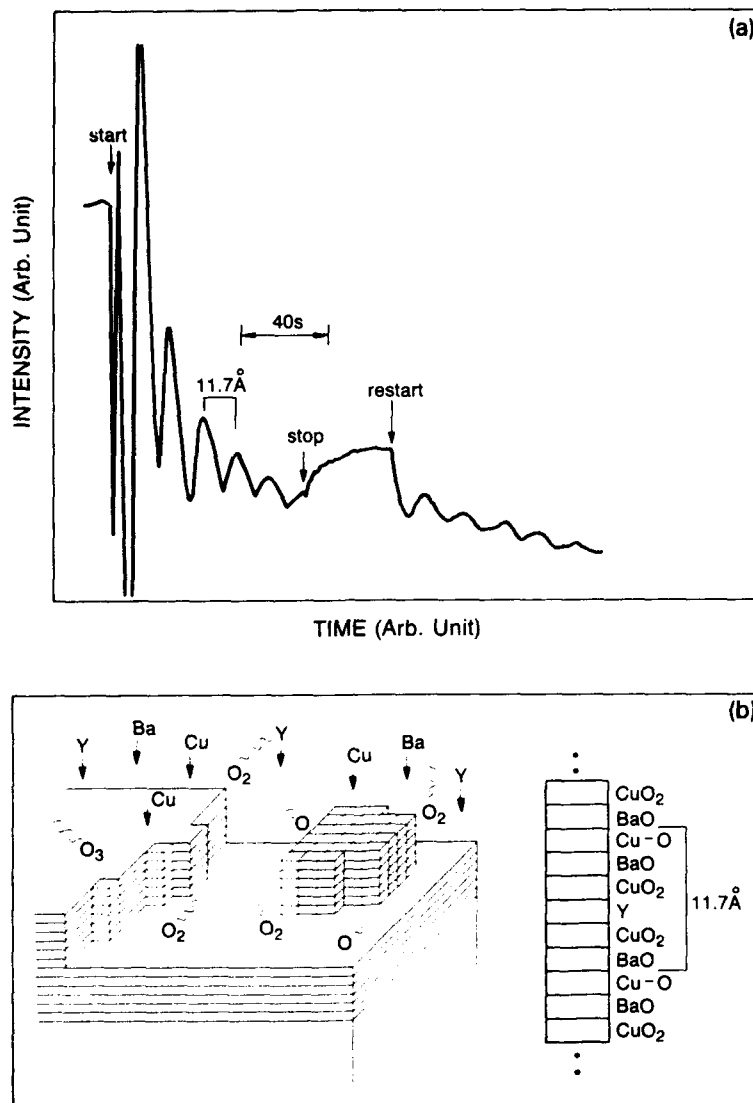 (a)
start
40s
11.7Å
restart
stop
INTENSITY (Arb. Unit)
TIME (Arb. Unit)
(b)
Y Ba Cu Y Cu Ba Y
O2
Cu
O2
O
O3
O2 O2 O
CuO2
BaO
Cu-O
BaO
CuO2
Y
CuO2
BaO
Cu-O
BaO
CuO2
11.7Å